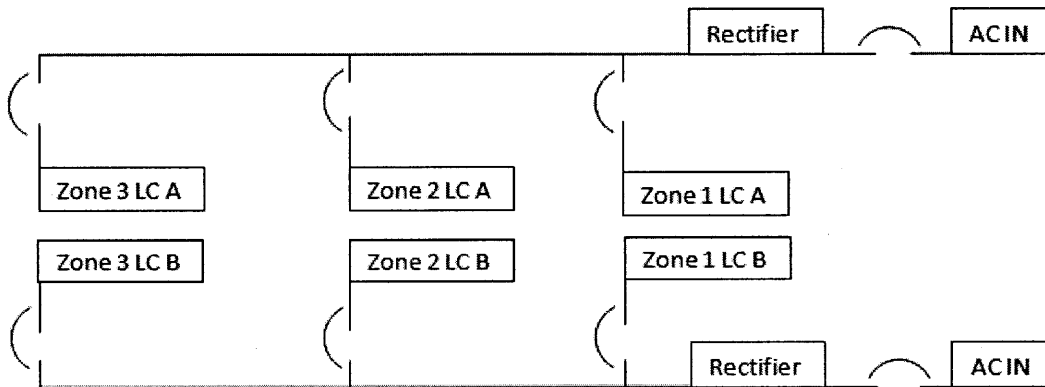 Rectifier
AC IN
Zone 3 LC A
Zone 2 LC A
Zone 1 LC A
Zone 3 LC B
Zone 2 LC B
Zone 1 LC B
Rectifier
AC IN